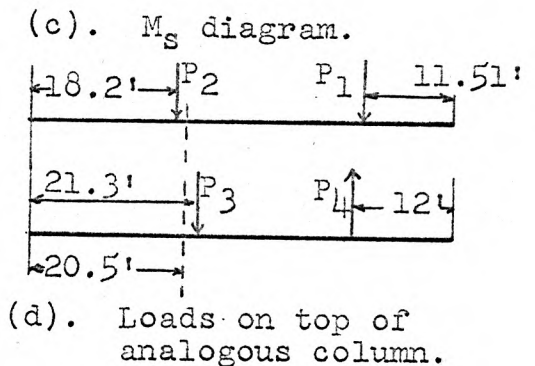 (c). M_S diagram.
18.2' P2 P1 11.51'
21.3' P3 P4 12'
20.5'
(d). Loads on top of
analogous column.